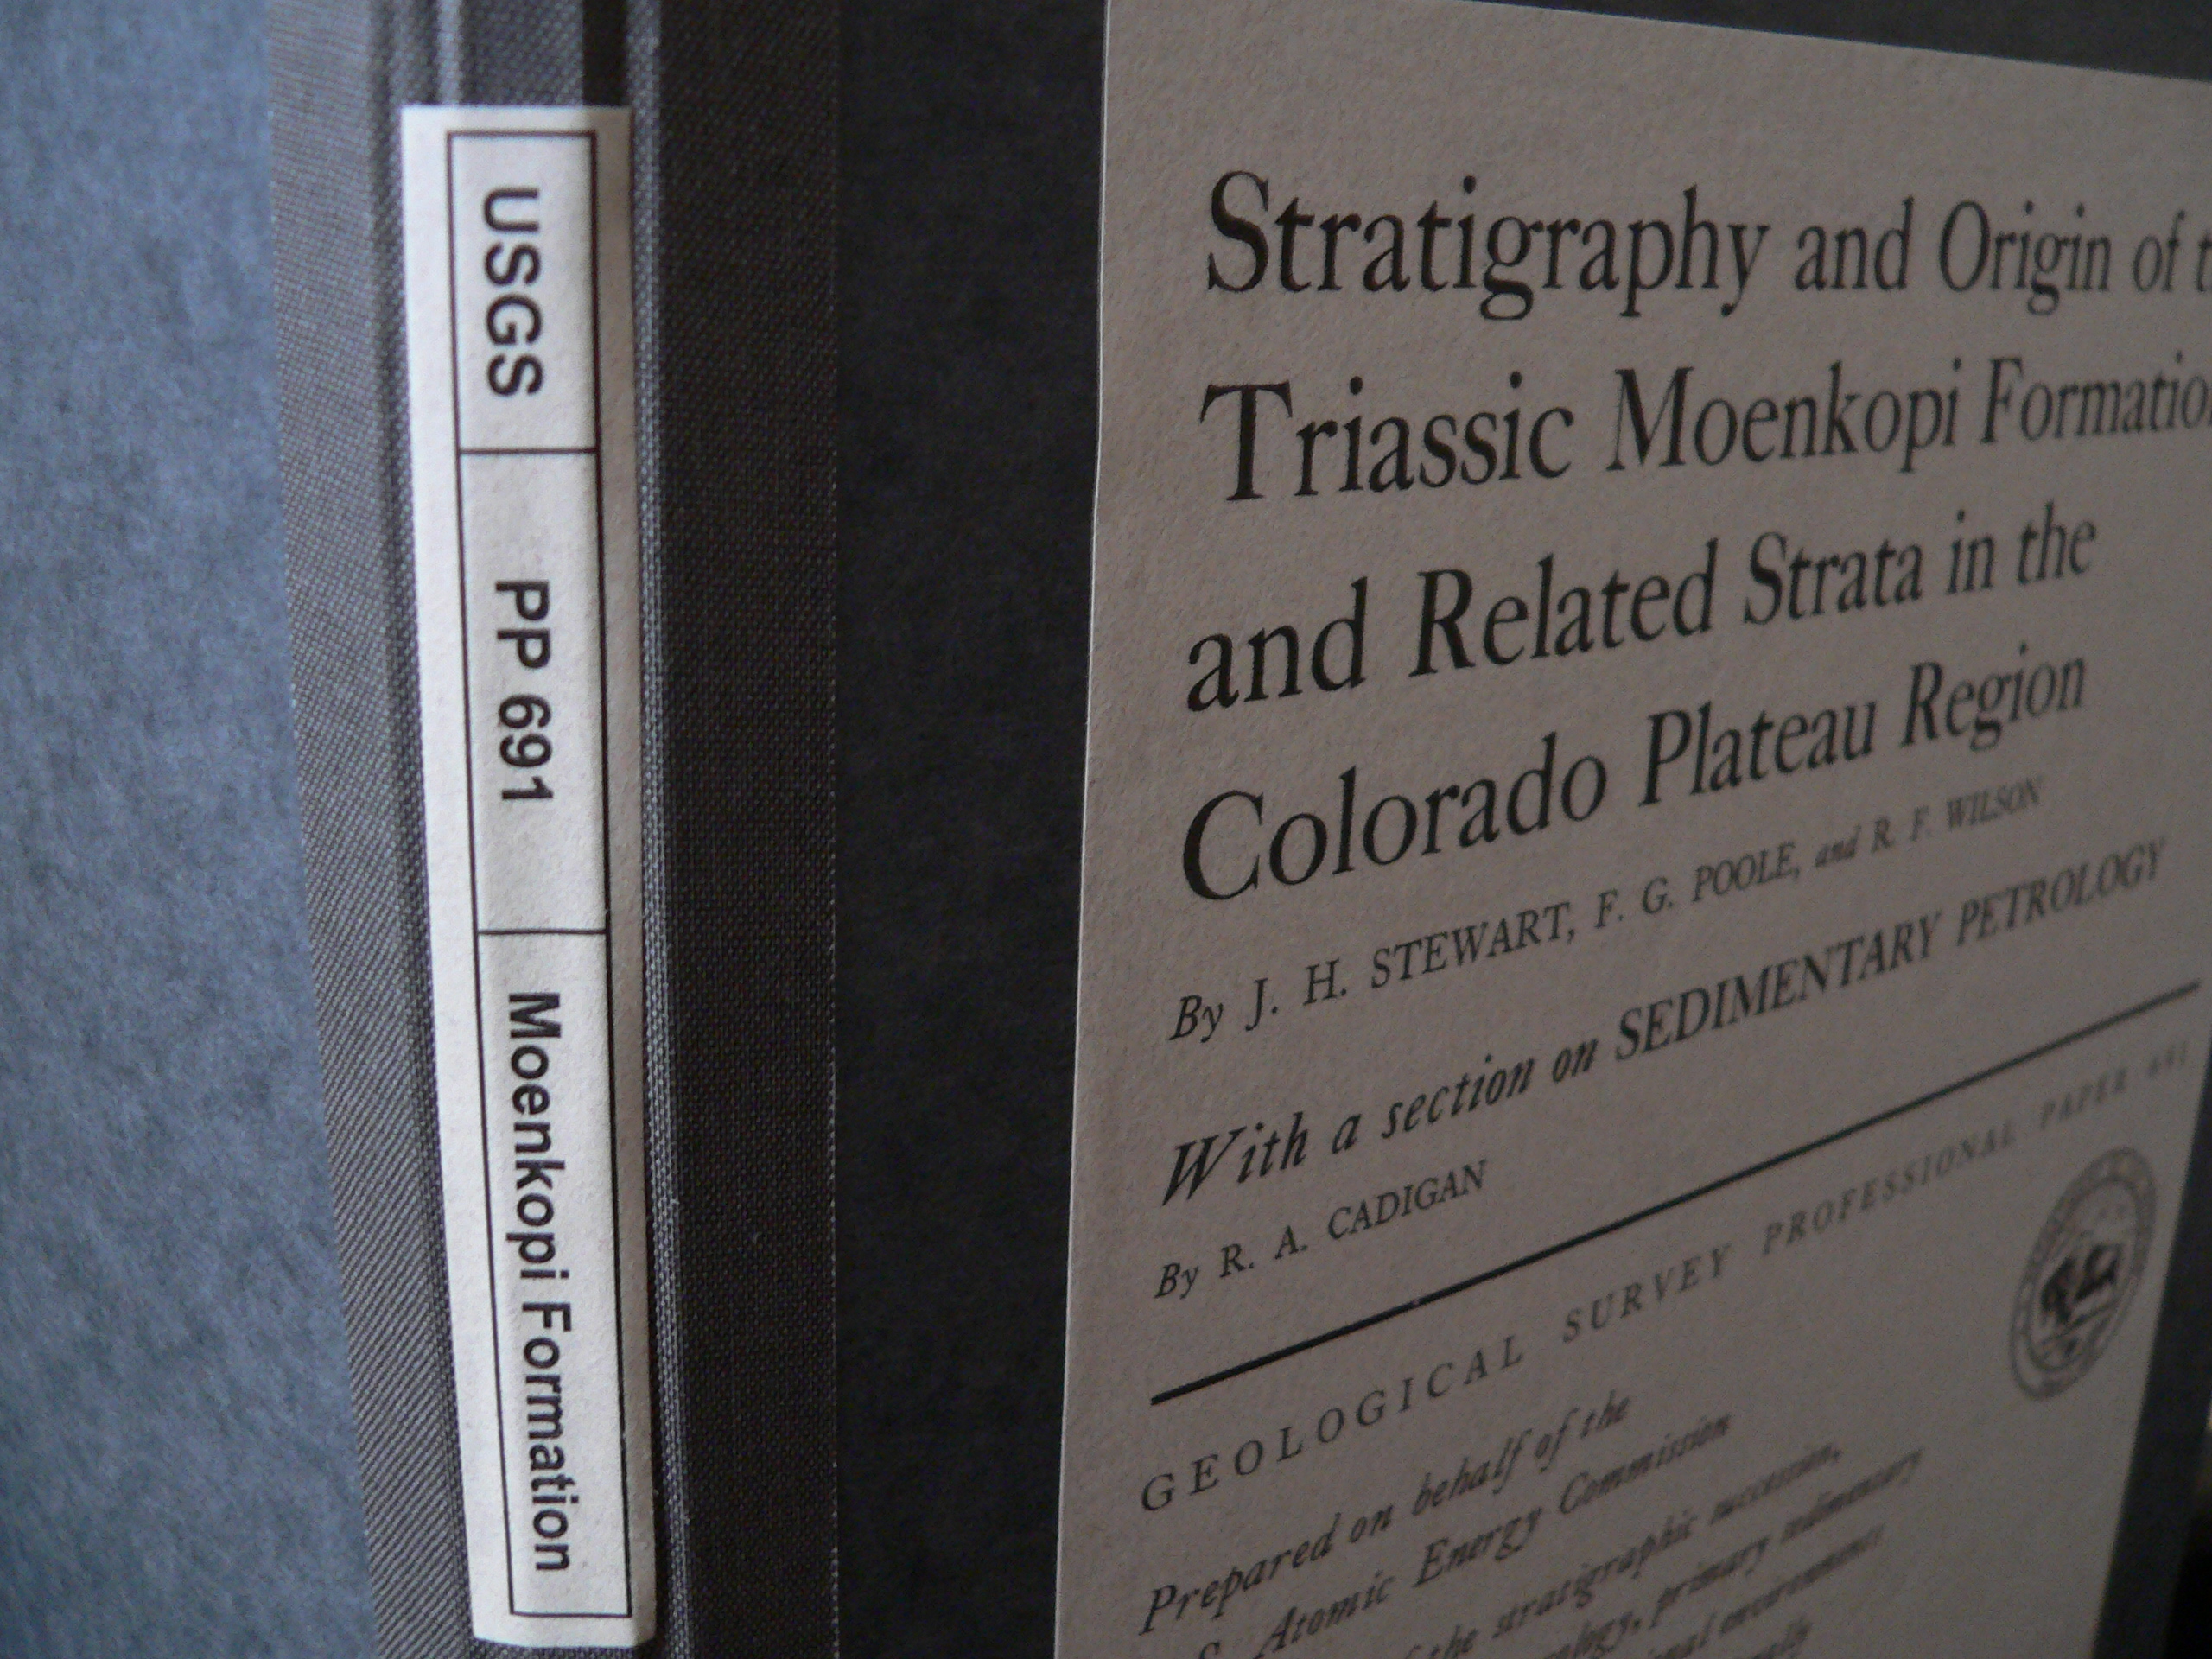 USGS
PP 691
Moenkopi Formation
Stratigraphy and Origin of
Triassic Moenkopi Formatio
and Related Strata in the
Colorado Plateau Region
By J. H. STEWART, F. G. POOLE, and R. F. WILSON
With a section on SEDIMENTARY PETROLOGY
By R. A. CADIGAN
GEOLOGICAL SURVEY PROFESSIONAL PAPER 691
Prepared on behalf of the
S. Atomic Energy Commission
the stratigraphic succession,
primary sedimentary